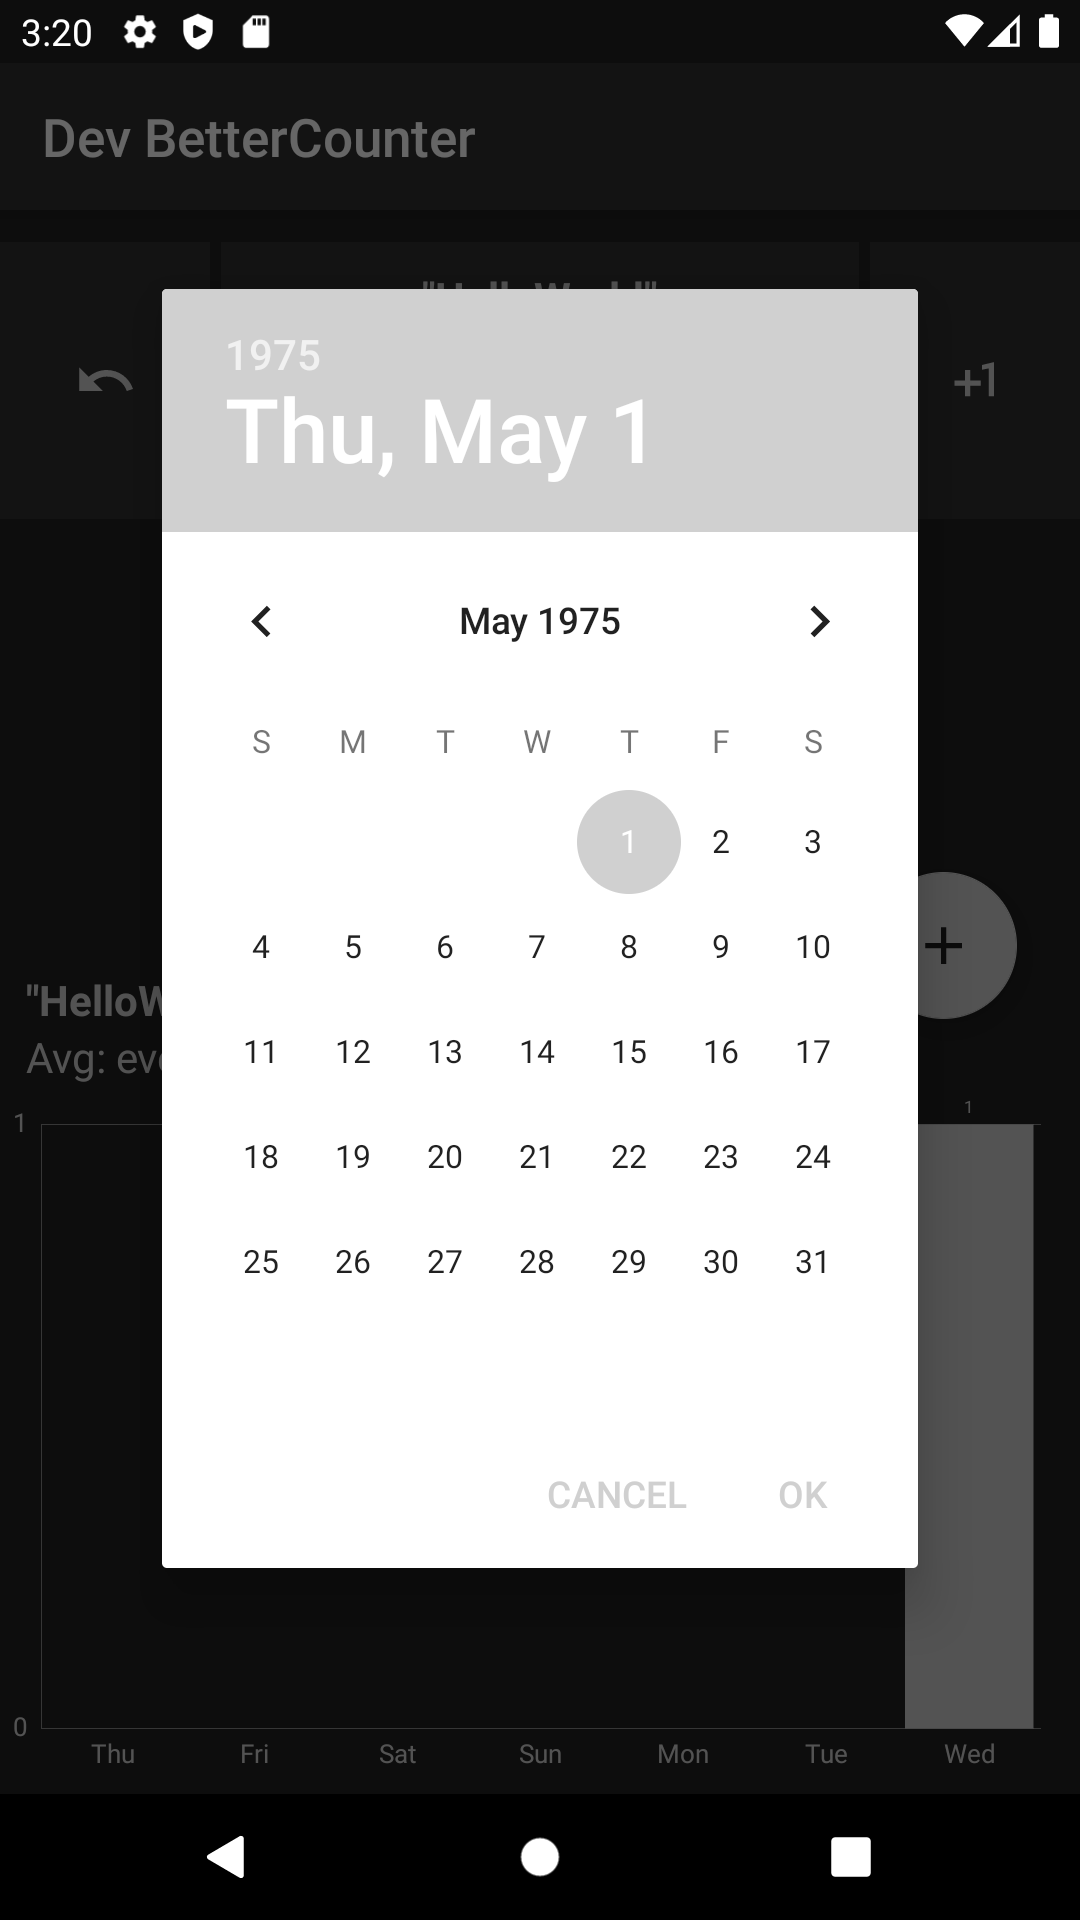 3:20
Dev BetterCounter
+1
1975
Thu, May 1
May 1975
S M T W T F S
1 2 3
4 5 6 7 8 9 10
11 12 13 14 15 16 17
18 19 20 21 22 23 24
25 26 27 28 29 30 31
CANCEL OK
Avg:
1
1
0
Thu Fri Sat Sun Mon Tue Wed